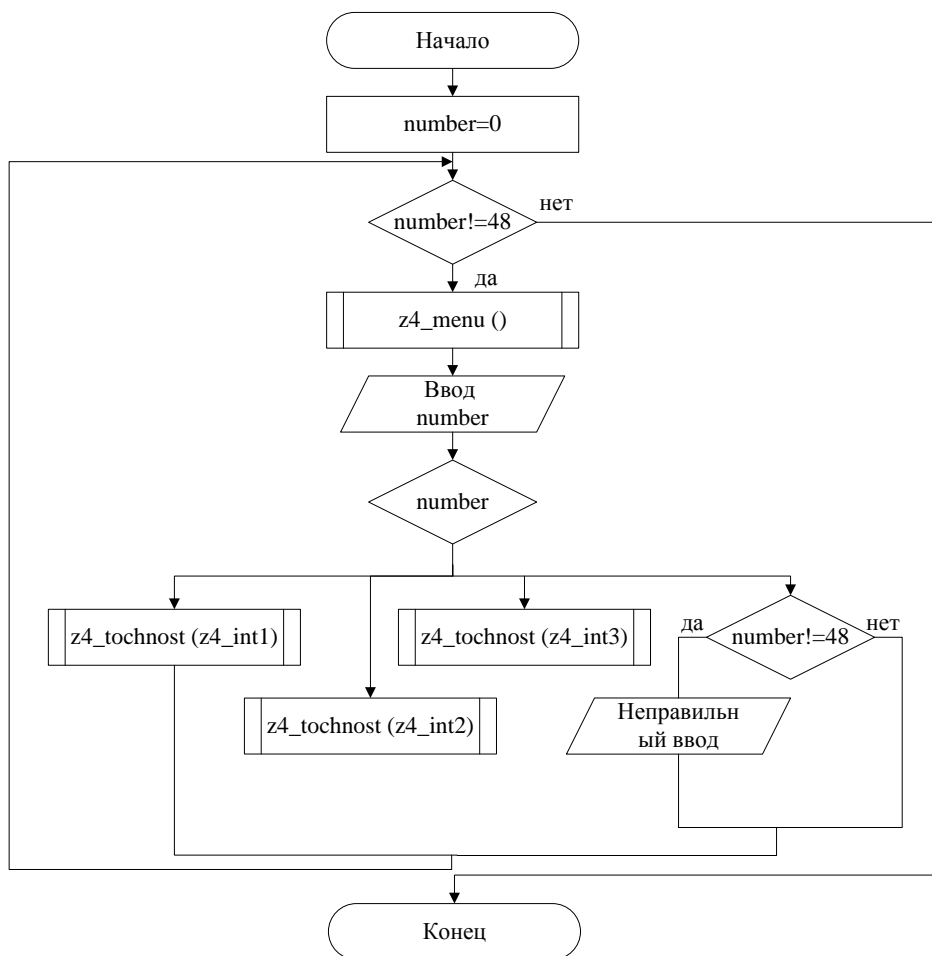 Начало
number=0
number!=48
нет
да
z4_menu ()
Ввод
number
number
z4_tochnost (z4_int1)
z4_tochnost (z4_int3)
да
number!=48
нет
z4_tochnost (z4_int2)
Неправильн
ый ввод
Конец